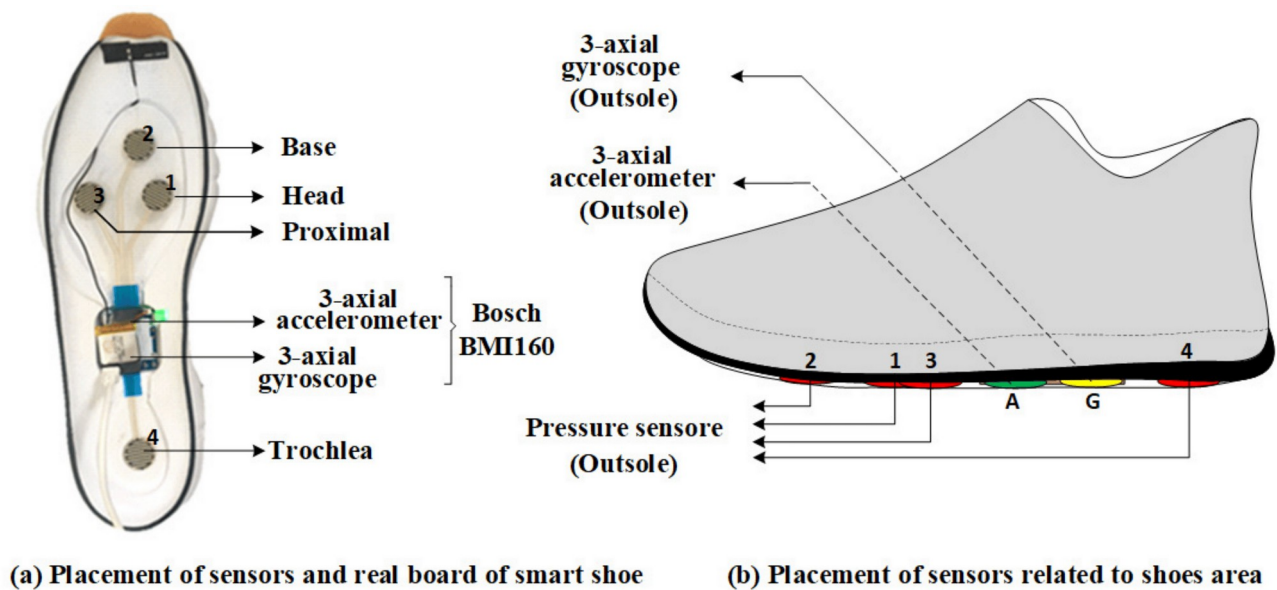 2
Base
1
Head
3
Proximal
3-axial
accelerometer
3-axial
gyroscope
Bosch
BMI160
4
Trochlea
(a) Placement of sensors and real board of smart shoe
3-axial
gyroscope
(Outsole)
3-axial
accelerometer
(Outsole)
2
1
3
4
A
G
Pressure sensore
(Outsole)
(b) Placement of sensors related to shoes area